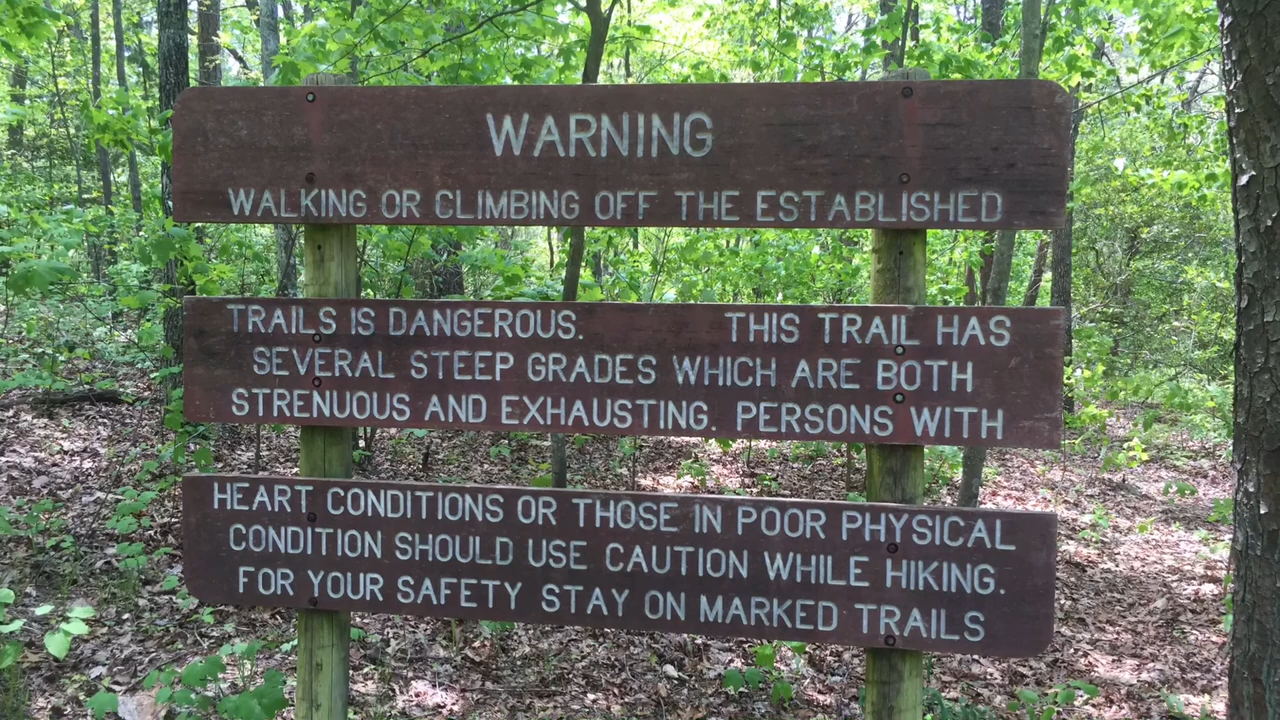 WARNING
WALKING OR CLIMBING OFF THE ESTABLISHED
TRAILS IS DANGEROUS. THIS TRAIL HAS
SEVERAL STEEP GRADES WHICH ARE BOTH
STRENUOUS AND EXHAUSTING. PERSONS WITH
HEART CONDITIONS OR THOSE IN POOR PHYSICAL
CONDITION SHOULD USE CAUTION WHILE HIKING.
FOR YOUR SAFETY STAY ON MARKED TRAILS